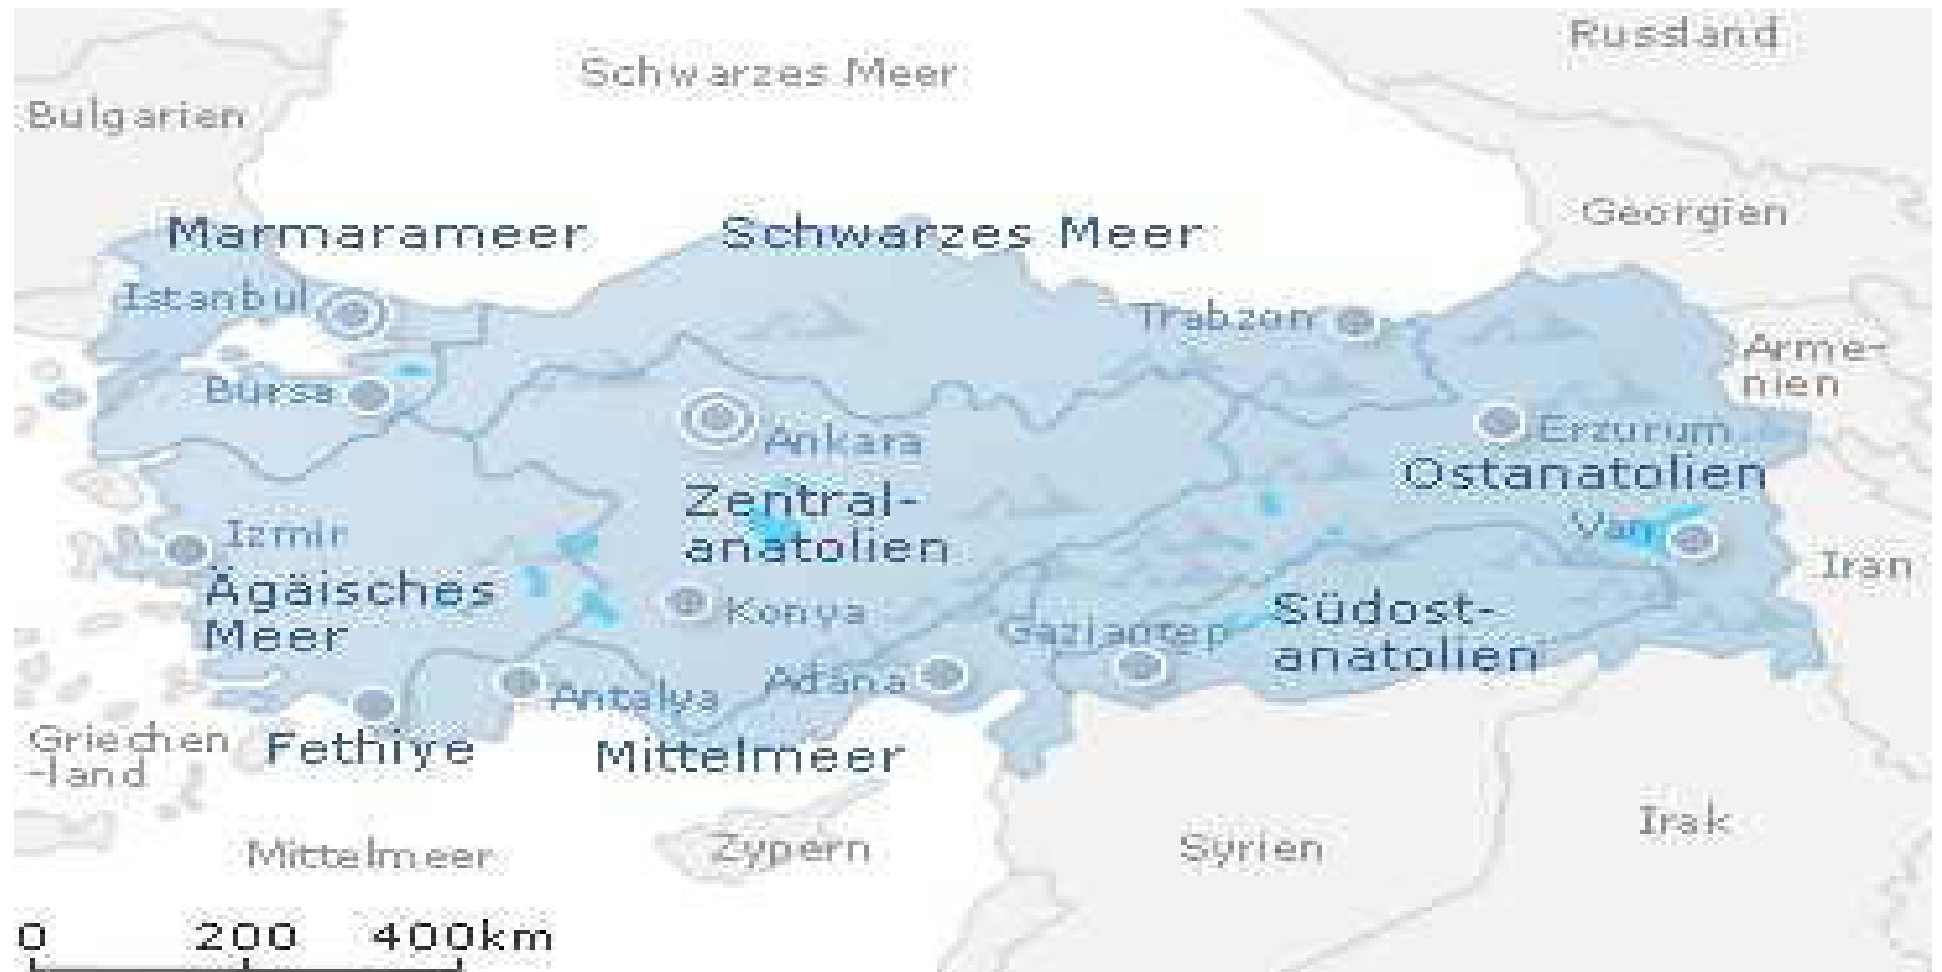 Russland
Schwarzes Meer
Bulgarien
Georgien
Marmarameer
Schwarzes Meer
Istanbul
Trabzon
Arme-
nien
Bursa
Ankara
Erzurum
Ostanatolien
Zentral-
anatolien
Van
Izmir
Iran
Ägäisches
Meer
Konya
Südost-
anatolien
Gaziantep
Adana
Antalya
Griechen
-land
Fethiye
Mittelmeer
Irak
Mittelmeer
Zypern
Syrien
0 200 400km